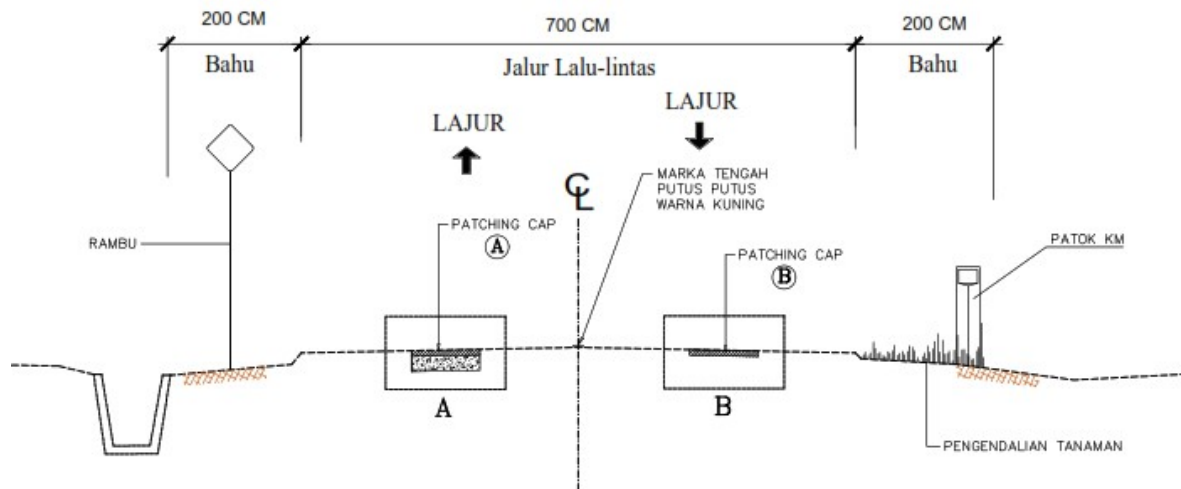 200 CM
700 CM
200 CM
Bahu
Jalur Lalu-lintas
Bahu
LAJUR
LAJUR
CL
MARKA TENGAH
PUTUS PUTUS
WARNA KUNING
PATCHING CAP
A
RAMBU
PATCHING CAP
B
PATOK KM
A
B
PENGENDALIAN TANAMAN